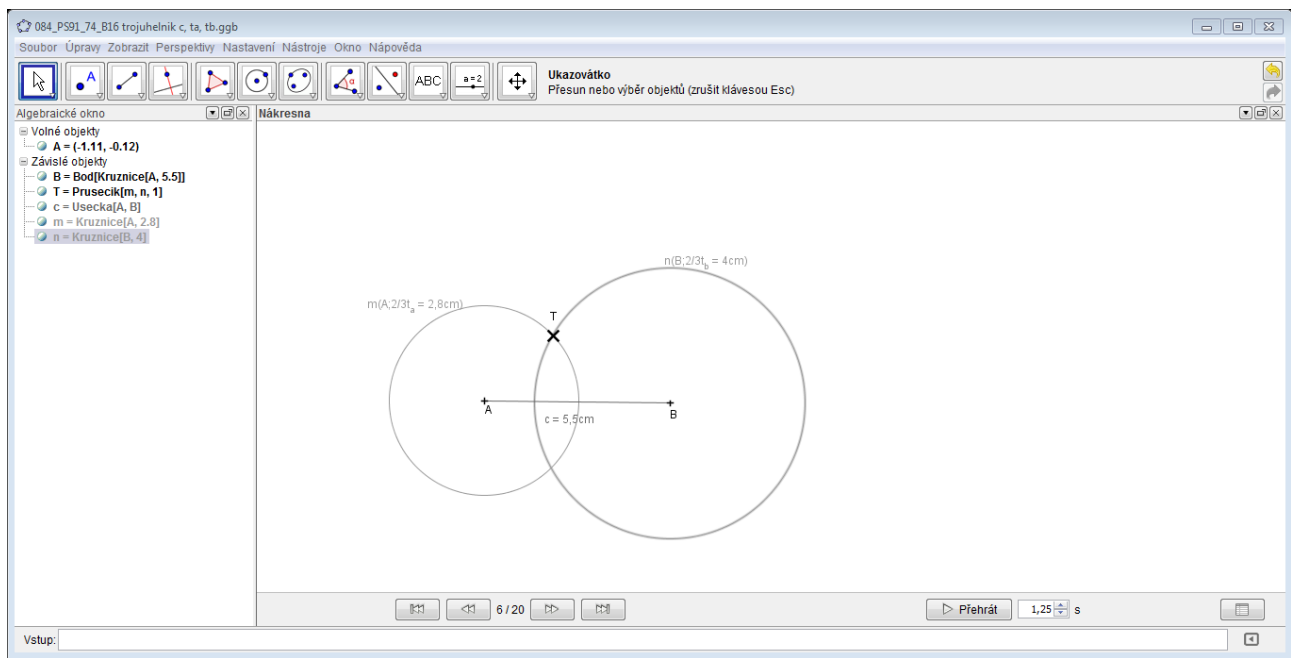 084_PS91_74_B16 trojuhelnik c, ta, tb.ggb
Soubor Úpravy Zobrazit Perspektivy Nastavení Nástroje Okno Nápověda
A
α
ABC
a = 2
Ukazovátko
Přesun nebo výběr objektů (zrušit klávesou Esc)
Algebraické okno
Nákresna
Volné objekty
A = (-1.11, -0.12)
Závislé objekty
B = Bod[Kruznice[A, 5.5]]
T = Prusecik[m, n, 1]
c = Usecka[A, B]
m = Kruznice[A, 2.8]
n = Kruznice[B, 4]
n(B;2/3t_b = 4cm)
m(A;2/3t_a = 2,8cm)
T
A
B
c = 5,5cm
6 / 20
Přehrát
1,25
s
Vstup: